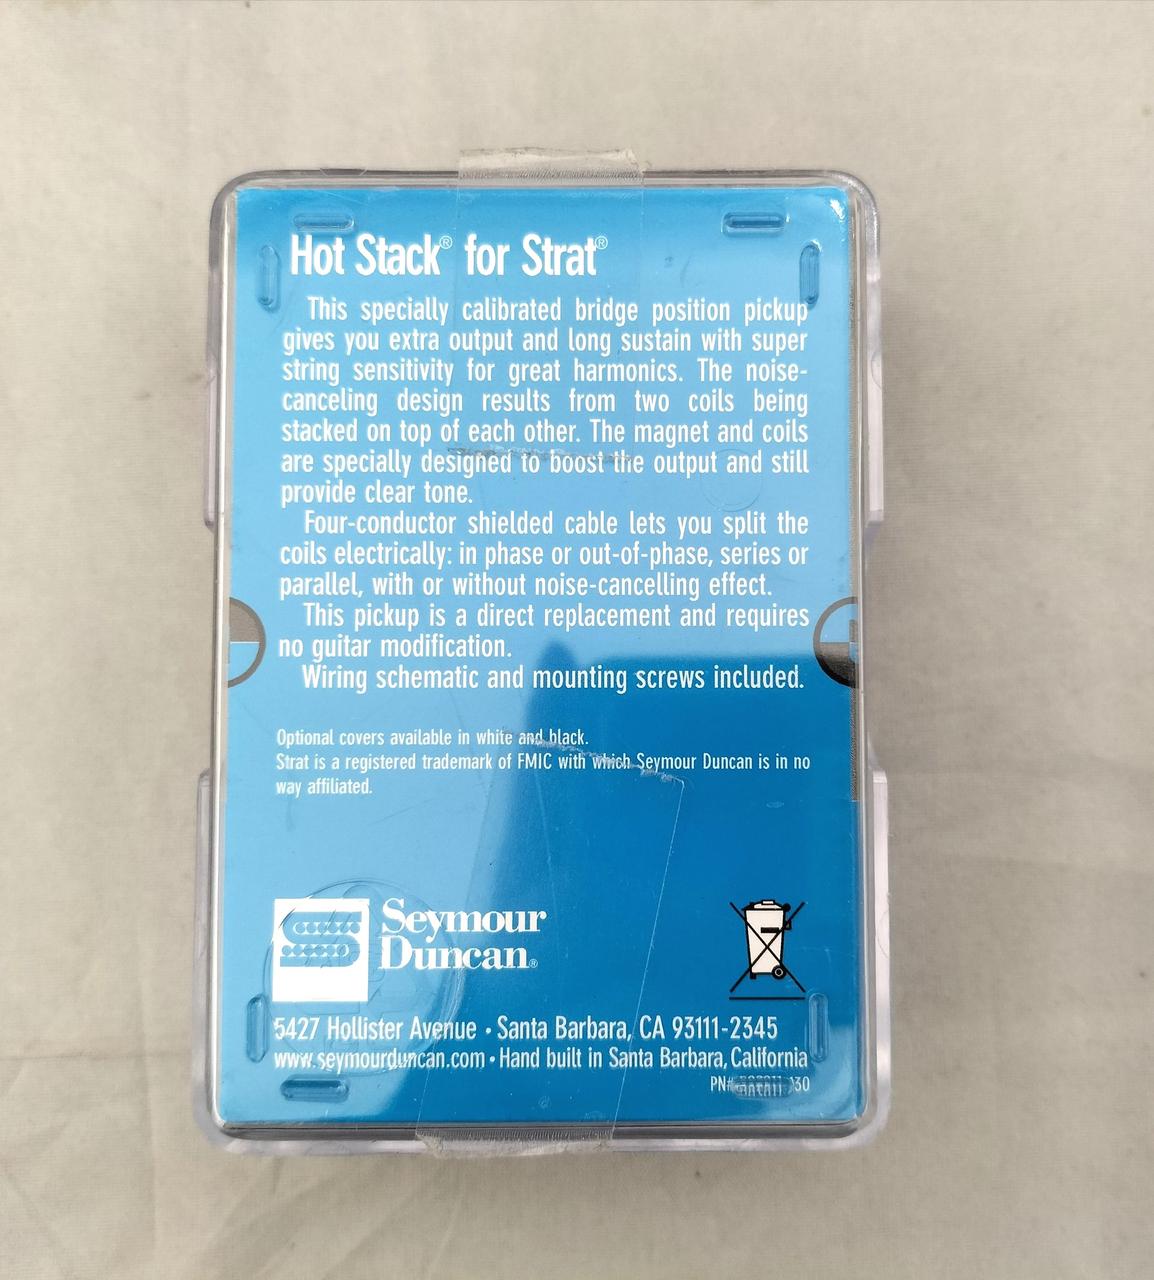 Hot Stack® for Strat®
This specially calibrated bridge position pickup
gives you extra output and long sustain with super
string sensitivity for great harmonics. The noise-
canceling design results from two coils being
stacked on top of each other. The magnet and coils
are specially designed to boost the output and still
provide clear tone.
Four-conductor shielded cable lets you split the
coils electrically: in phase or out-of-phase, series or
parallel, with or without noise-cancelling effect.
This pickup is a direct replacement and requires
no guitar modification.
Wiring schematic and mounting screws included.
Optional covers available in white and black.
Strat is a registered trademark of FMIC with which Seymour Duncan is in no
way affiliated.
Seymour
Duncan®
5427 Hollister Avenue • Santa Barbara, CA 93111-2345
www.seymourduncan.com • Hand built in Santa Barbara, California
PN#